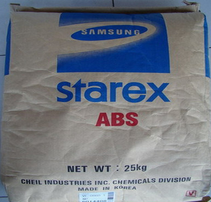 SAMSUNG
starex
ABS
NET WT : 25kg
CHEIL INDUSTRIES INC. CHEMICALS DIVISION
MADE IN KOREA